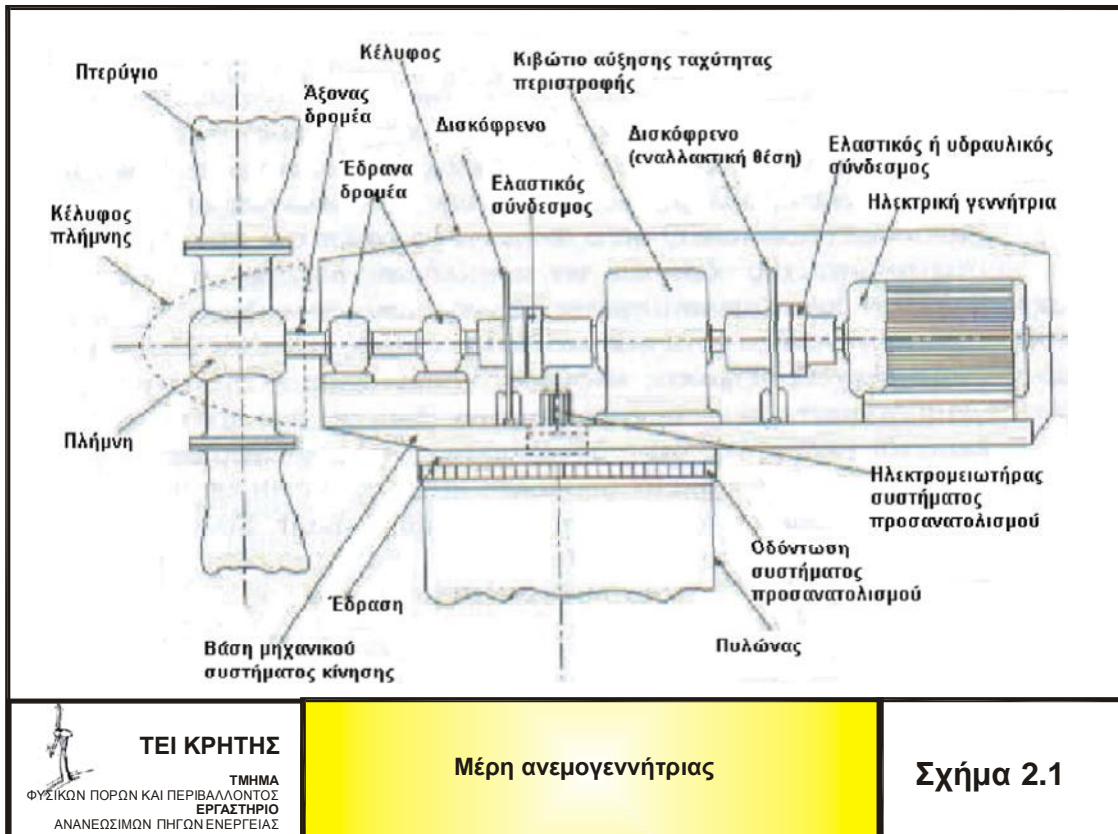 Κέλυφος
Πτερύγιο
Κιβώτιο αύξησης ταχύτητας
περιστροφής
Άξονας
δρομέα
Δισκόφρενο
Δισκόφρενο
(εναλλακτική θέση)
Ελαστικός ή υδραυλικός
σύνδεσμος
Έδρανα
δρομέα
Ελαστικός
σύνδεσμος
Ηλεκτρική γεννήτρια
Κέλυφος
πλήμνης
Πλήμνη
Ηλεκτρομειωτήρας
συστήματος
προσανατολισμού
Οδόντωση
συστήματος
προσανατολισμού
Έδραση
Πυλώνας
Βάση μηχανικού
συστήματος κίνησης
ΤΕΙ ΚΡΗΤΗΣ
ΤΜΗΜΑ
ΦΥΣΙΚΩΝ ΠΟΡΩΝ ΚΑΙ ΠΕΡΙΒΑΛΛΟΝΤΟΣ
ΕΡΓΑΣΤΗΡΙΟ
ΑΝΑΝΕΩΣΙΜΩΝ ΠΗΓΩΝ ΕΝΕΡΓΕΙΑΣ
Μέρη ανεμογεννήτριας
Σχήμα 2.1